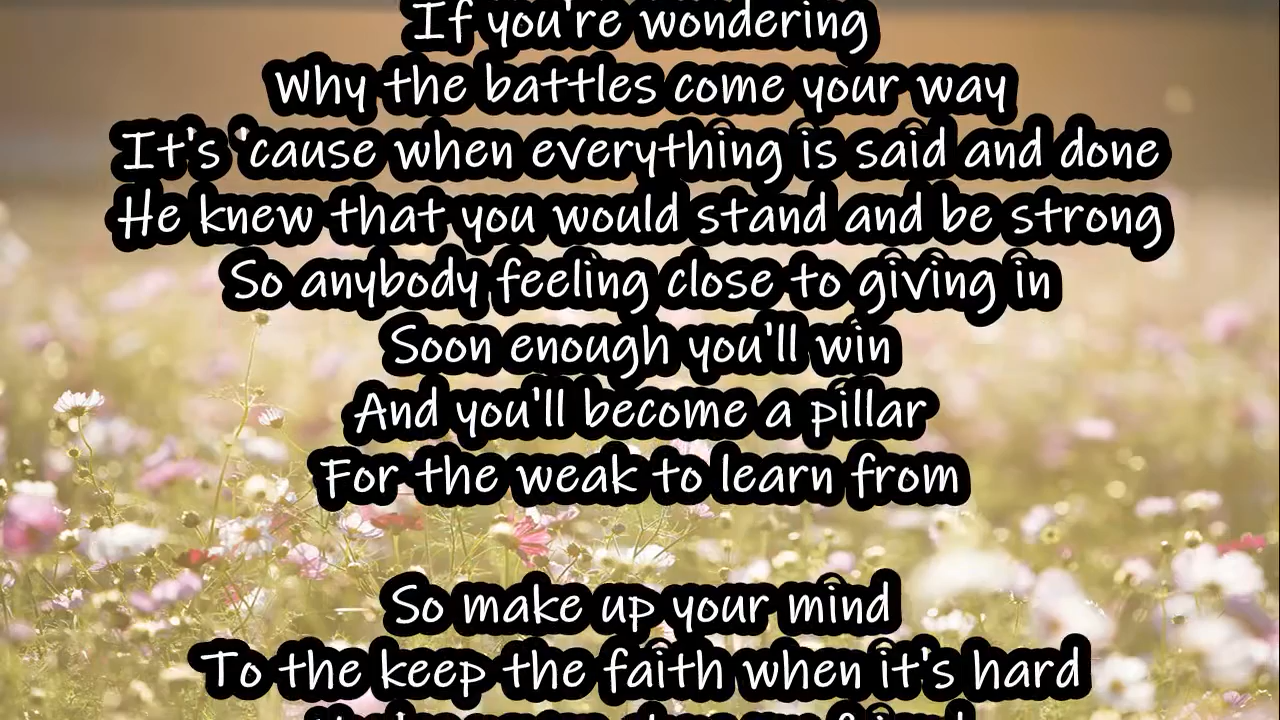 If you're wondering
Why the battles come your way
It's 'cause when everything is said and done
He knew that you would stand and be strong
So anybody feeling close to giving in
Soon enough you'll win
And you'll become a pillar
For the weak to learn from
So make up your mind
To the keep the faith when it's hard